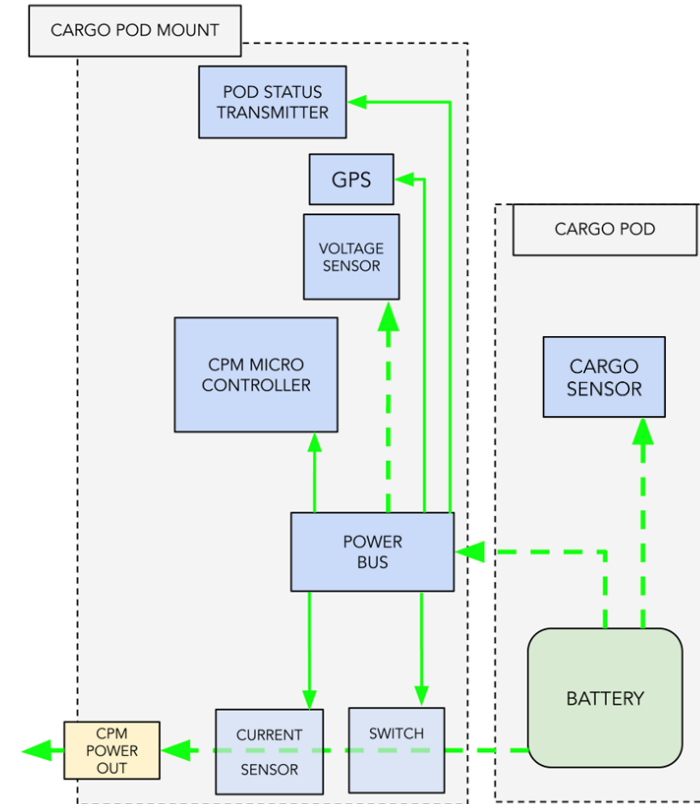 CARGO POD MOUNT
POD STATUS
TRANSMITTER
GPS
VOLTAGE
SENSOR
CARGO POD
CPM MICRO
CONTROLLER
CARGO
SENSOR
POWER
BUS
BATTERY
CPM
POWER
OUT
CURRENT
SENSOR
SWITCH